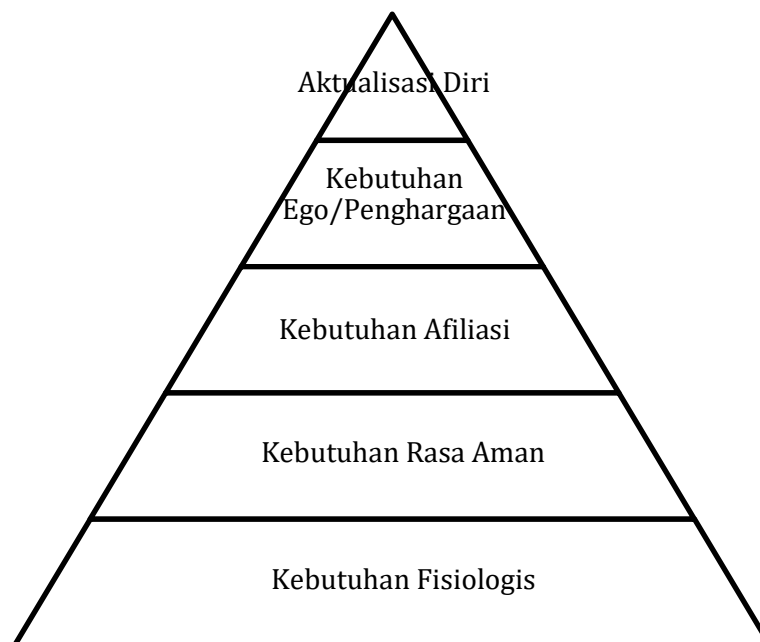 Aktualisasi Diri
Kebutuhan
Ego/Penghargaan
Kebutuhan Afiliasi
Kebutuhan Rasa Aman
Kebutuhan Fisiologis